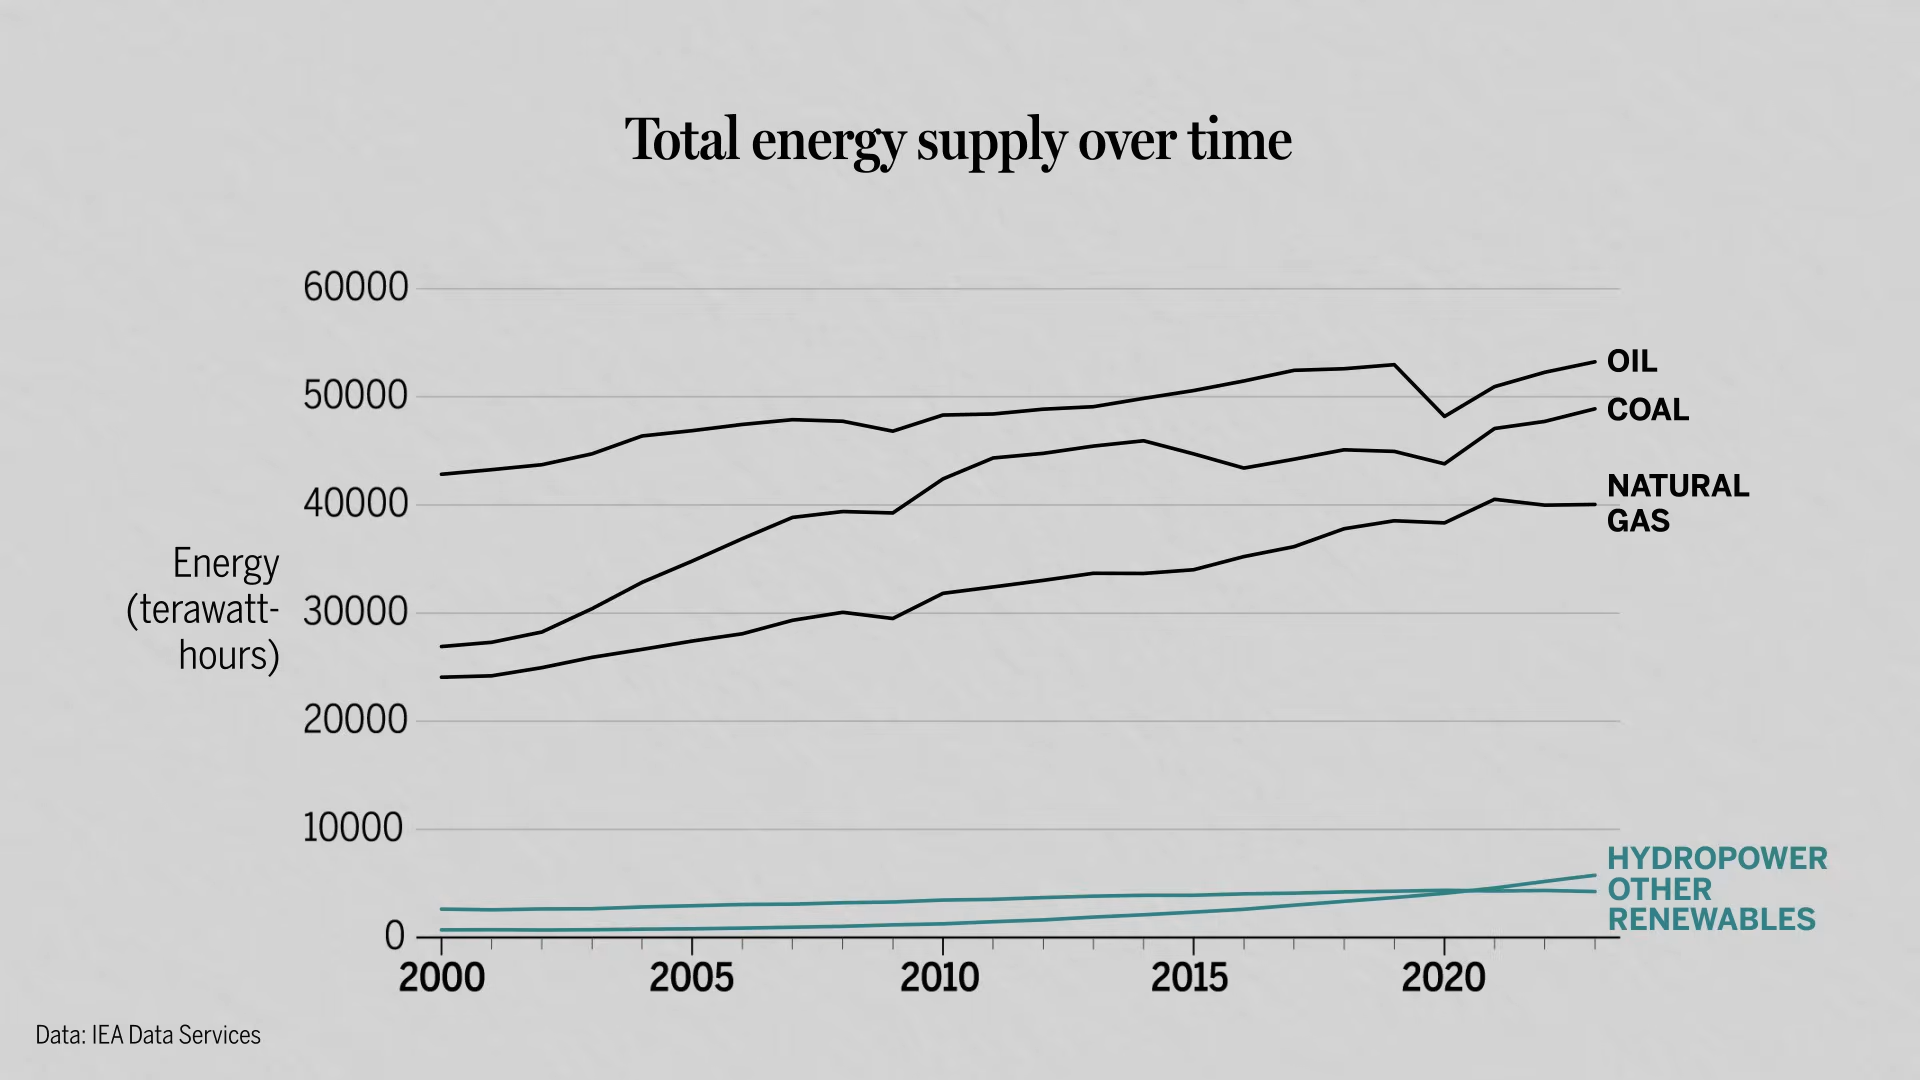 Total energy supply over time
60000
50000
40000
30000
20000
10000
0
Energy
(terawatt-
hours)
OIL
COAL
NATURAL
GAS
HYDROPOWER
OTHER
RENEWABLES
2000 2005 2010 2015 2020
Data: IEA Data Services